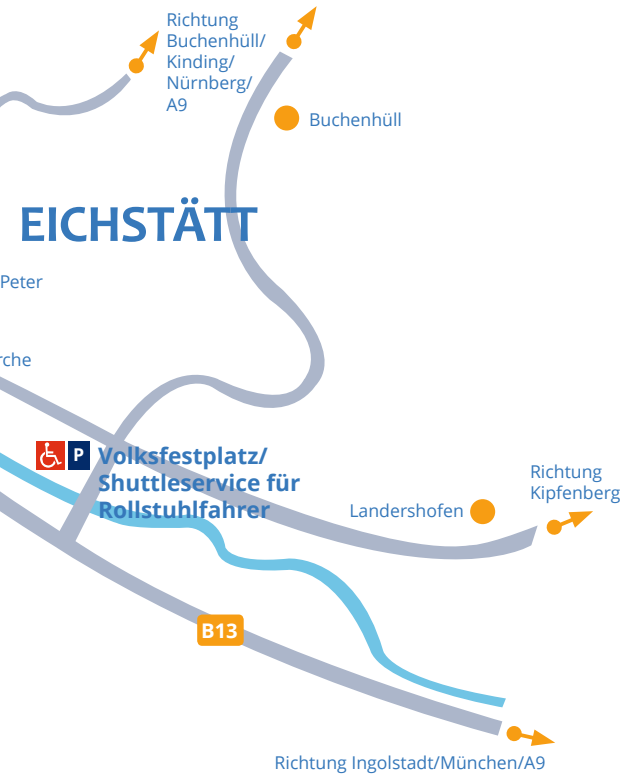 Richtung
Buchenhüll/
Kinding/
Nürnberg/
A9
Buchenhüll
EICHSTÄTT
Peter
rche
P
Volksfestplatz/
Shuttleservice für
Rollstuhlfahrer
Richtung
Kipfenberg
Landershofen
B13
Richtung Ingolstadt/München/A9